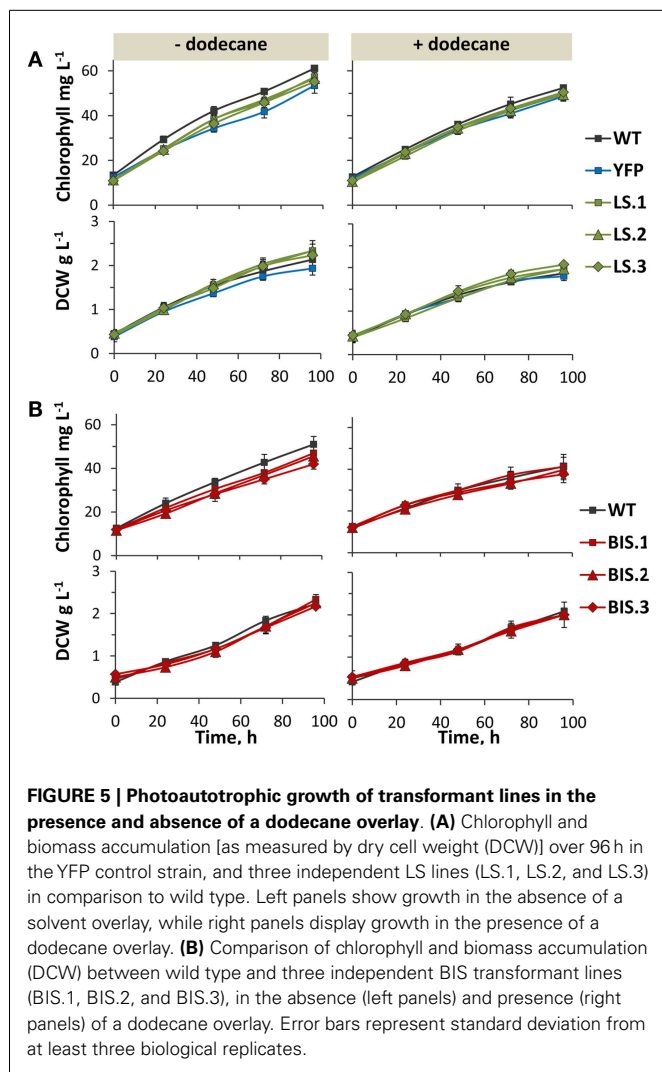 - dodecane
+ dodecane
A
Chlorophyll mg L-1
60
40
20
0
WT
YFP
LS.1
LS.2
LS.3
DCW g L-1
3
2
1
0
0 20 40 60 80 100
0 20 40 60 80 100
B
Chlorophyll mg L-1
60
40
20
0
WT
BIS.1
BIS.2
BIS.3
DCW g L-1
3
2
1
0
0 20 40 60 80 100
0 20 40 60 80 100
Time, h
Time, h
FIGURE 5 | Photoautotrophic growth of transformant lines in the
presence and absence of a dodecane overlay. (A) Chlorophyll and
biomass accumulation [as measured by dry cell weight (DCW)] over 96 h in
the YFP control strain, and three independent LS lines (LS.1, LS.2, and LS.3)
in comparison to wild type. Left panels show growth in the absence of a
solvent overlay, while right panels display growth in the presence of a
dodecane overlay. (B) Comparison of chlorophyll and biomass accumulation
(DCW) between wild type and three independent BIS transformant lines
(BIS.1, BIS.2, and BIS.3), in the absence (left panels) and presence (right
panels) of a dodecane overlay. Error bars represent standard deviation from
at least three biological replicates.